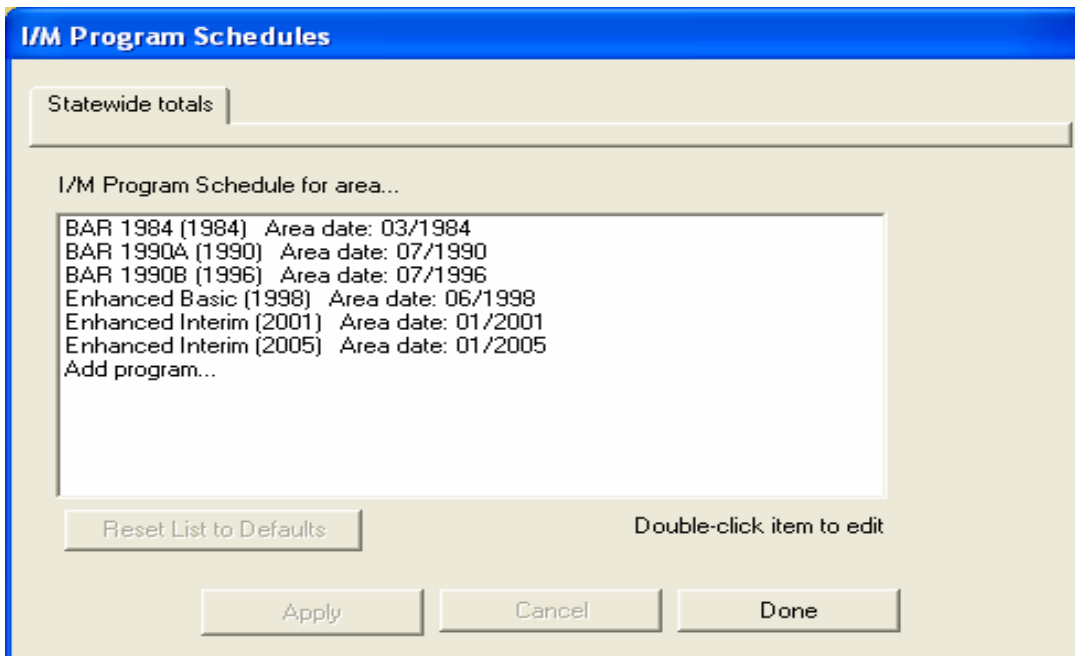 I/M Program Schedules
Statewide totals
I/M Program Schedule for area...
BAR 1984 (1984)   Area date: 03/1984
BAR 1990A (1990)   Area date: 07/1990
BAR 1990B (1996)   Area date: 07/1996
Enhanced Basic (1998)   Area date: 06/1998
Enhanced Interim (2001)   Area date: 01/2001
Enhanced Interim (2005)   Area date: 01/2005
Add program...
Reset List to Defaults
Double-click item to edit
Apply
Cancel
Done